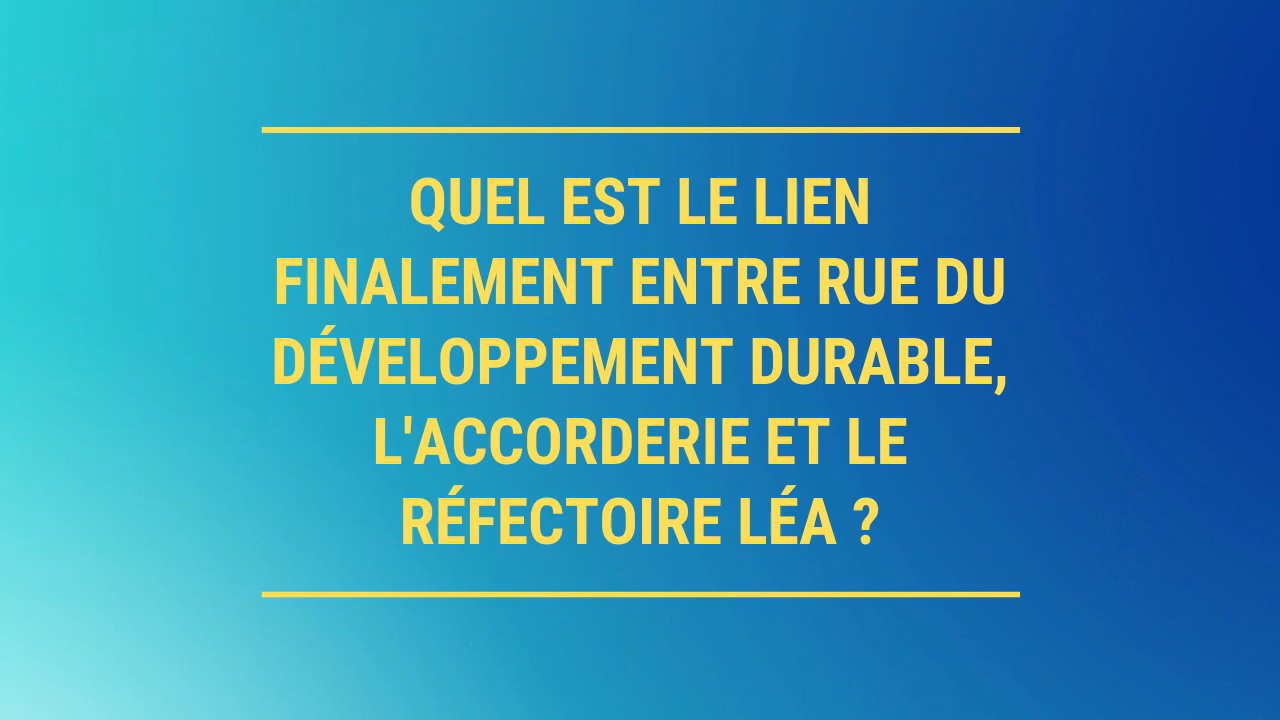 QUEL EST LE LIEN
FINALEMENT ENTRE RUE DU
DÉVELOPPEMENT DURABLE,
L'ACCORDERIE ET LE
RÉFECTOIRE LÉA ?